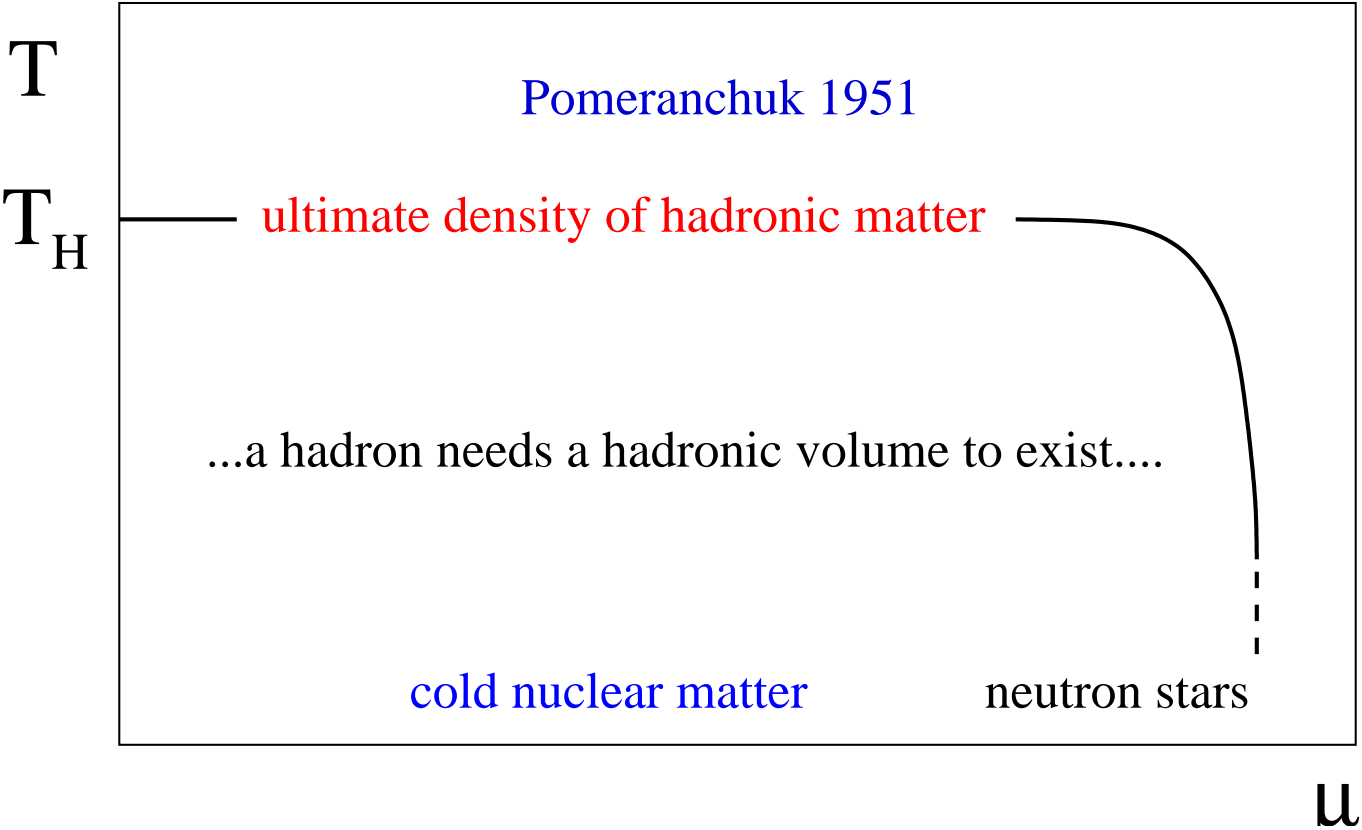 T
Pomeranchuk 1951
T_H
ultimate density of hadronic matter
...a hadron needs a hadronic volume to exist....
cold nuclear matter
neutron stars
μ